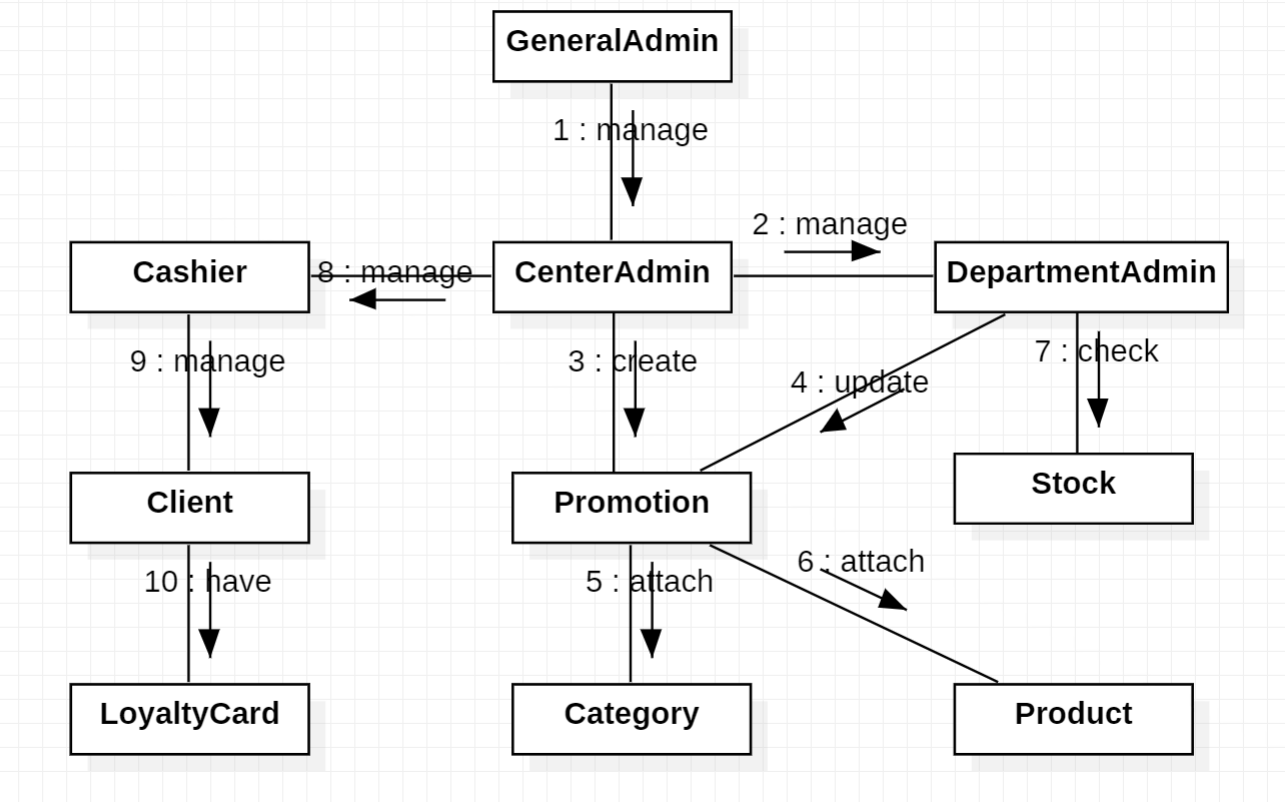 GeneralAdmin
1 : manage
2 : manage
Cashier
8 : manage
CenterAdmin
DepartmentAdmin
9 : manage
3 : create
4 : update
7 : check
Client
Promotion
Stock
10 : have
5 : attach
6 : attach
LoyaltyCard
Category
Product